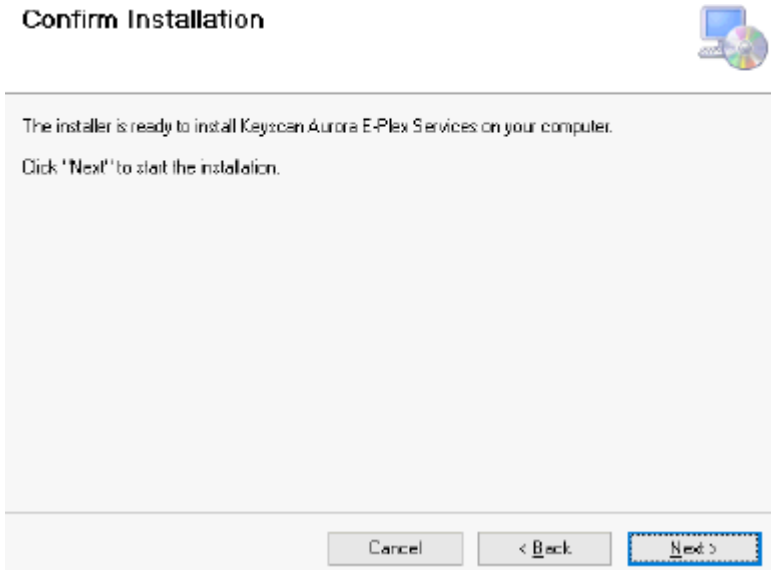 Confirm Installation
The installer is ready to install Keyscan Aurora E-Plex Services on your computer.
Click "Next" to start the installation.
Cancel
< Back
Next >